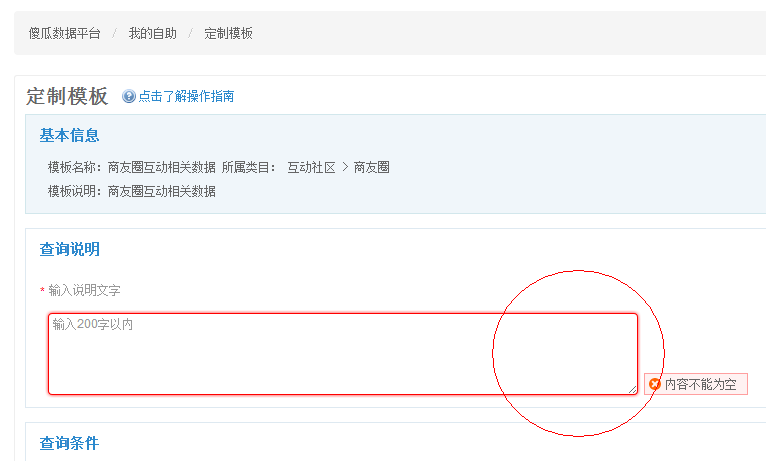 傻瓜数据平台 / 我的自助 / 定制模板
定制模板 点击了解操作指南
基本信息
模板名称：商友圈互动相关数据 所属类目： 互动社区 > 商友圈
模板说明：商友圈互动相关数据
查询说明
* 输入说明文字
输入200字以内
内容不能为空
查询条件